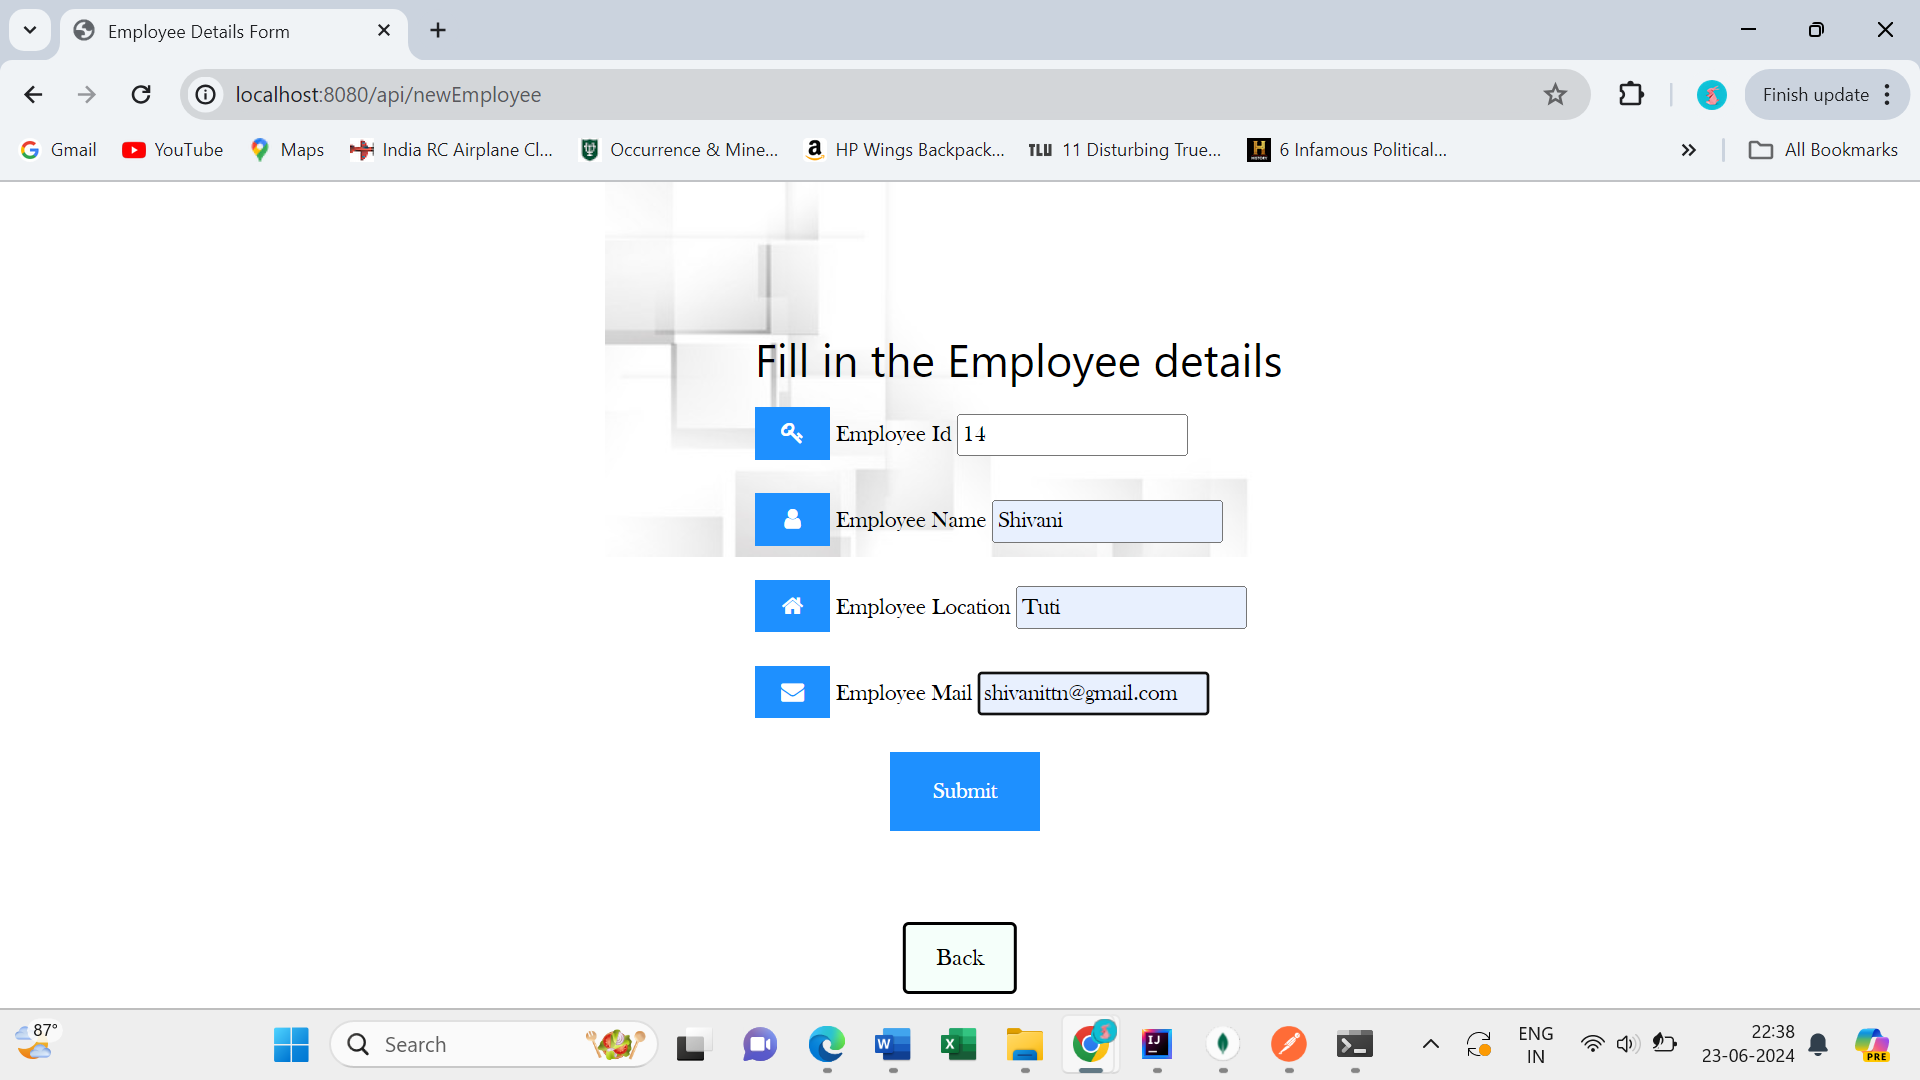 Employee Details Form
localhost:8080/api/newEmployee
Finish update
Gmail
YouTube
Maps
India RC Airplane Cl...
Occurrence & Mine...
HP Wings Backpack...
TLU 11 Disturbing True...
H HISTORY 6 Infamous Political...
All Bookmarks
Fill in the Employee details
Employee Id 14
Employee Name Shivani
Employee Location Tuti
Employee Mail shivanittn@gmail.com
Submit
Back
87°
Search
ENG
IN
22:38
23-06-2024
PRE